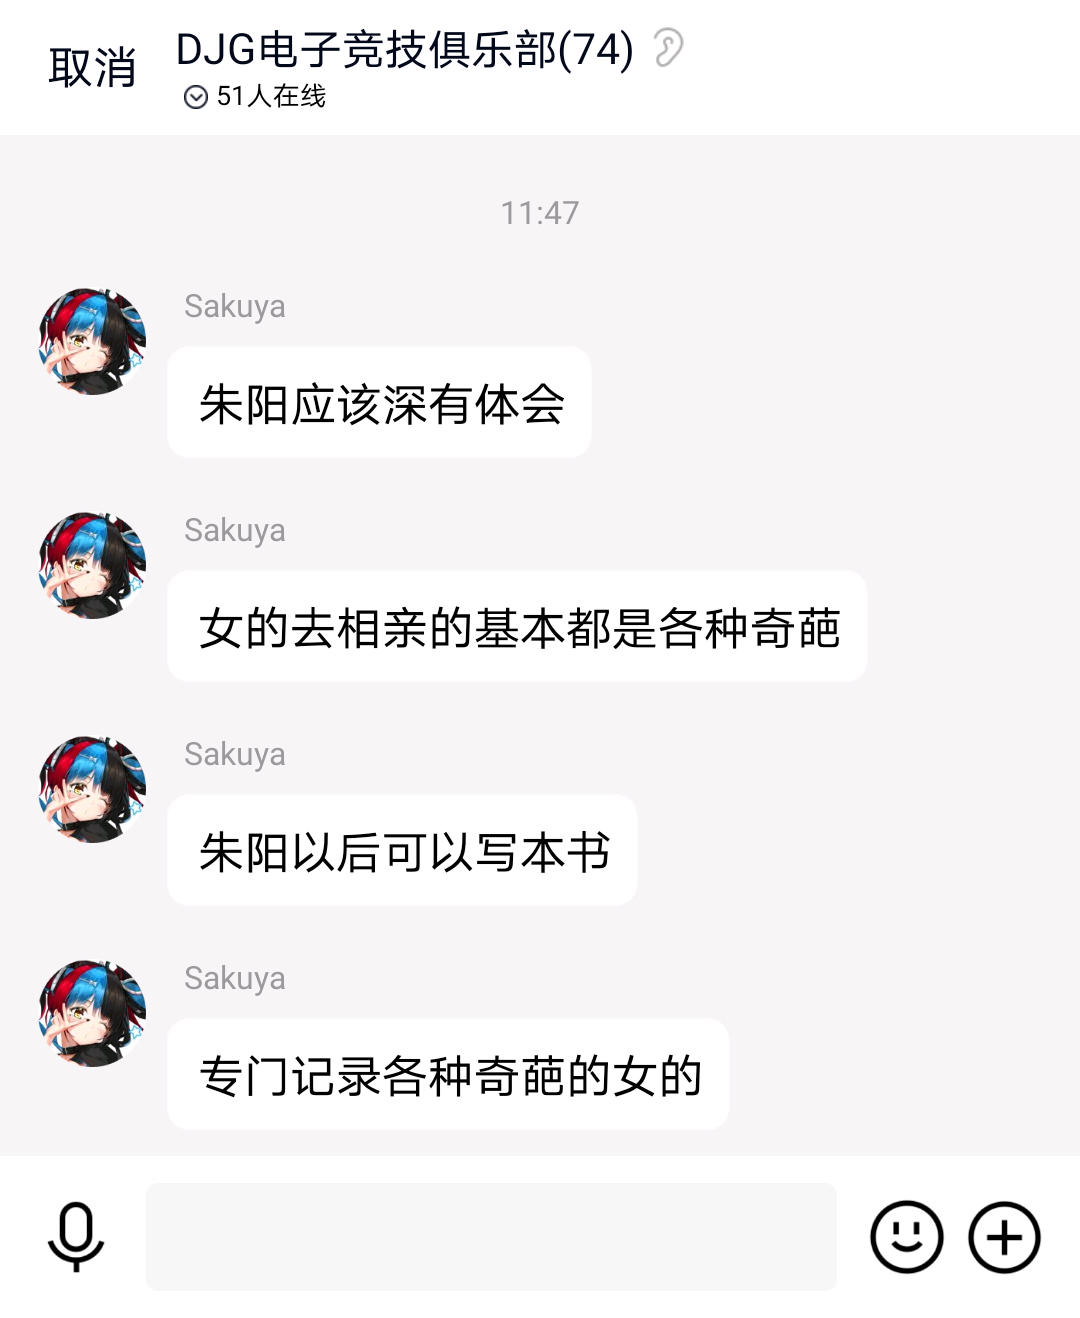 取消
DJG电子竞技俱乐部(74)
51人在线
11:47
Sakuya
朱阳应该深有体会
Sakuya
女的去相亲的基本都是各种奇葩
Sakuya
朱阳以后可以写本书
Sakuya
专门记录各种奇葩的女的